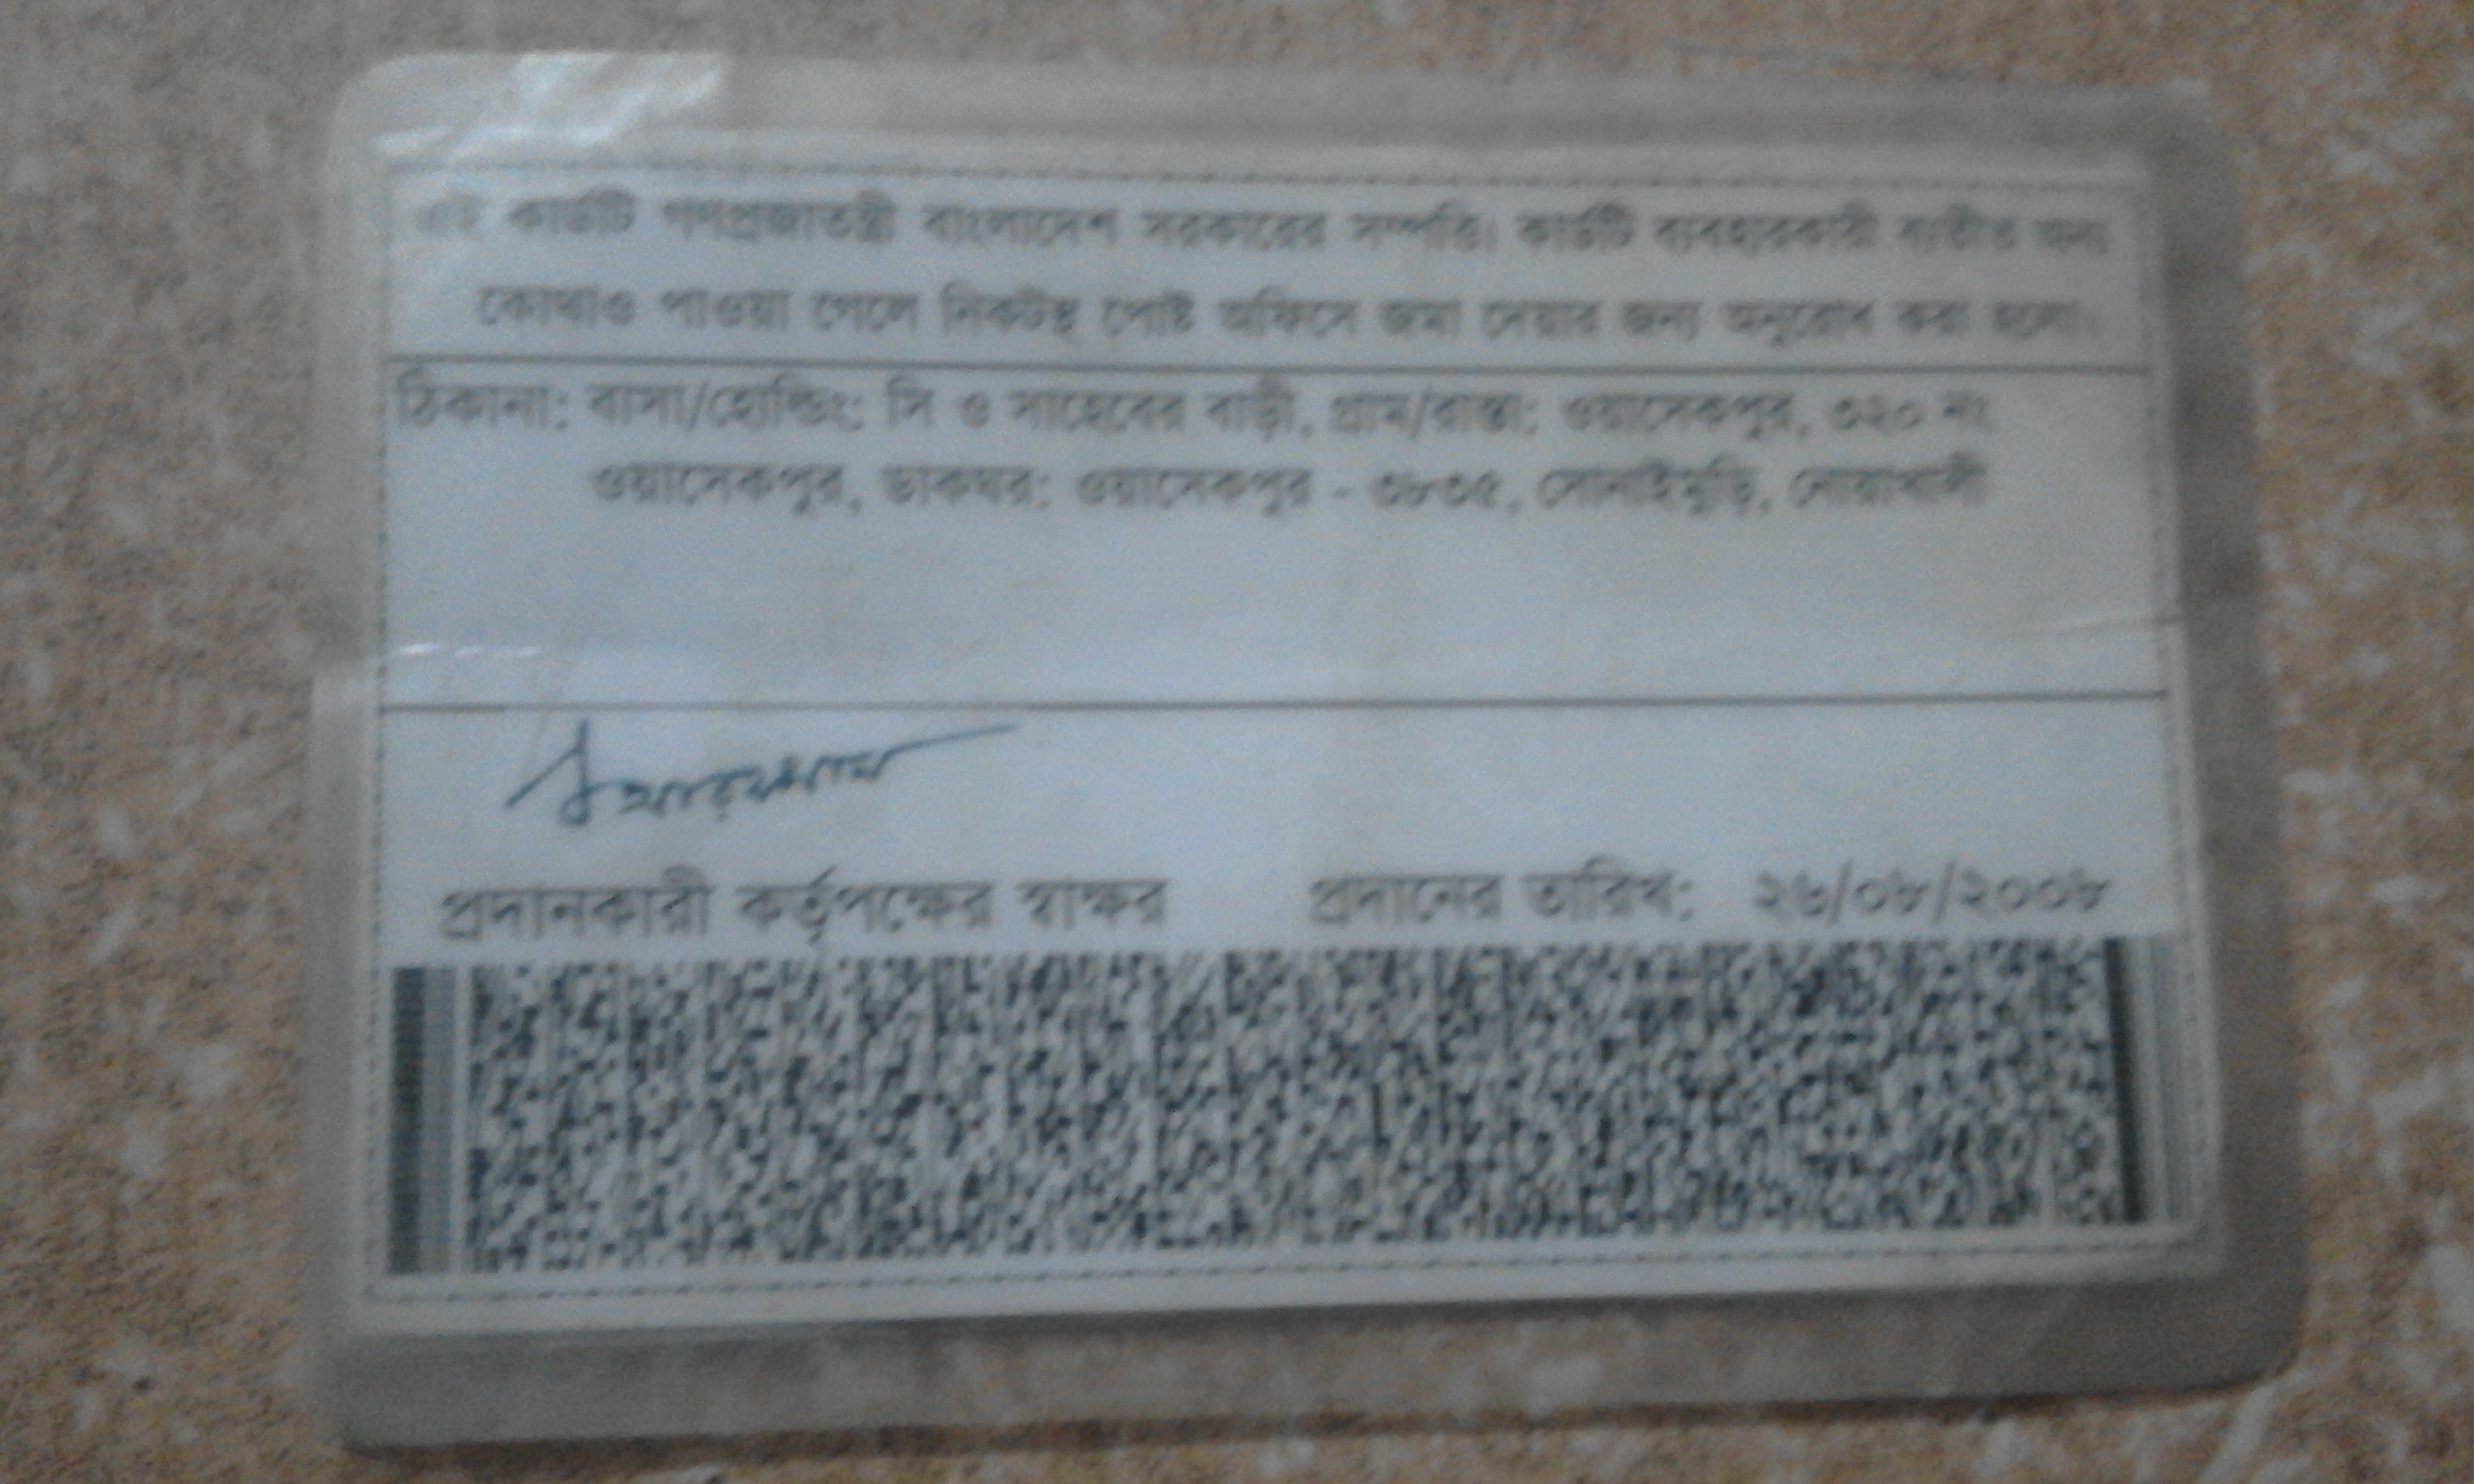 এই কার্ডটি গণপ্রজাতন্ত্রী বাংলাদেশ সরকারের সম্পত্তি। কার্ডটি ব্যবহারকারী ব্যতীত অন্য
কোথাও পাওয়া গেলে নিকটস্থ পোষ্ট অফিসে জমা দেয়ার জন্য অনুরোধ করা হলো।
ঠিকানা: বাসা/হোল্ডিং: সি ও সাহেবের বাড়ী, গ্রাম/রাস্তা: ওয়াসেকপুর, ৩২০ নং
ওয়াসেকপুর, ডাকঘর: ওয়াসেকপুর - ৩৮৩৫, সোনাইমুড়ি, নোয়াখালী
প্রদানকারী কর্তৃপক্ষের স্বাক্ষর প্রদানের তারিখ: ২৬/০৮/২০০৮